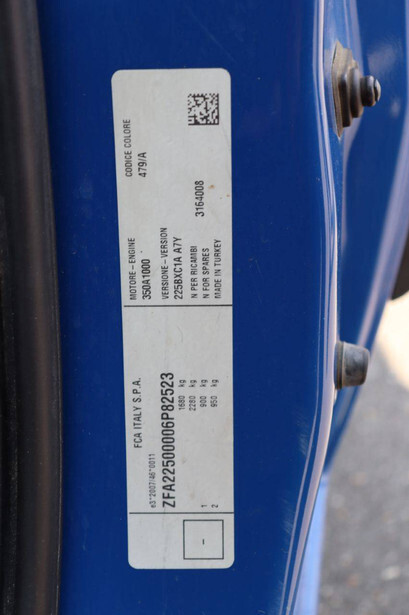 FCA ITALY S.P.A.
e3*2007/46*0011
ZFA22500006P82523
1680 kg
2280 kg
1 900 kg
2 950 kg
-
MOTORE-ENGINE
350A1000
CODICE COLORE
479/A
VERSIONE-VERSION
225BXC1A A7Y
N PER RICAMBI
N FOR SPARES
3164008
MADE IN TURKEY